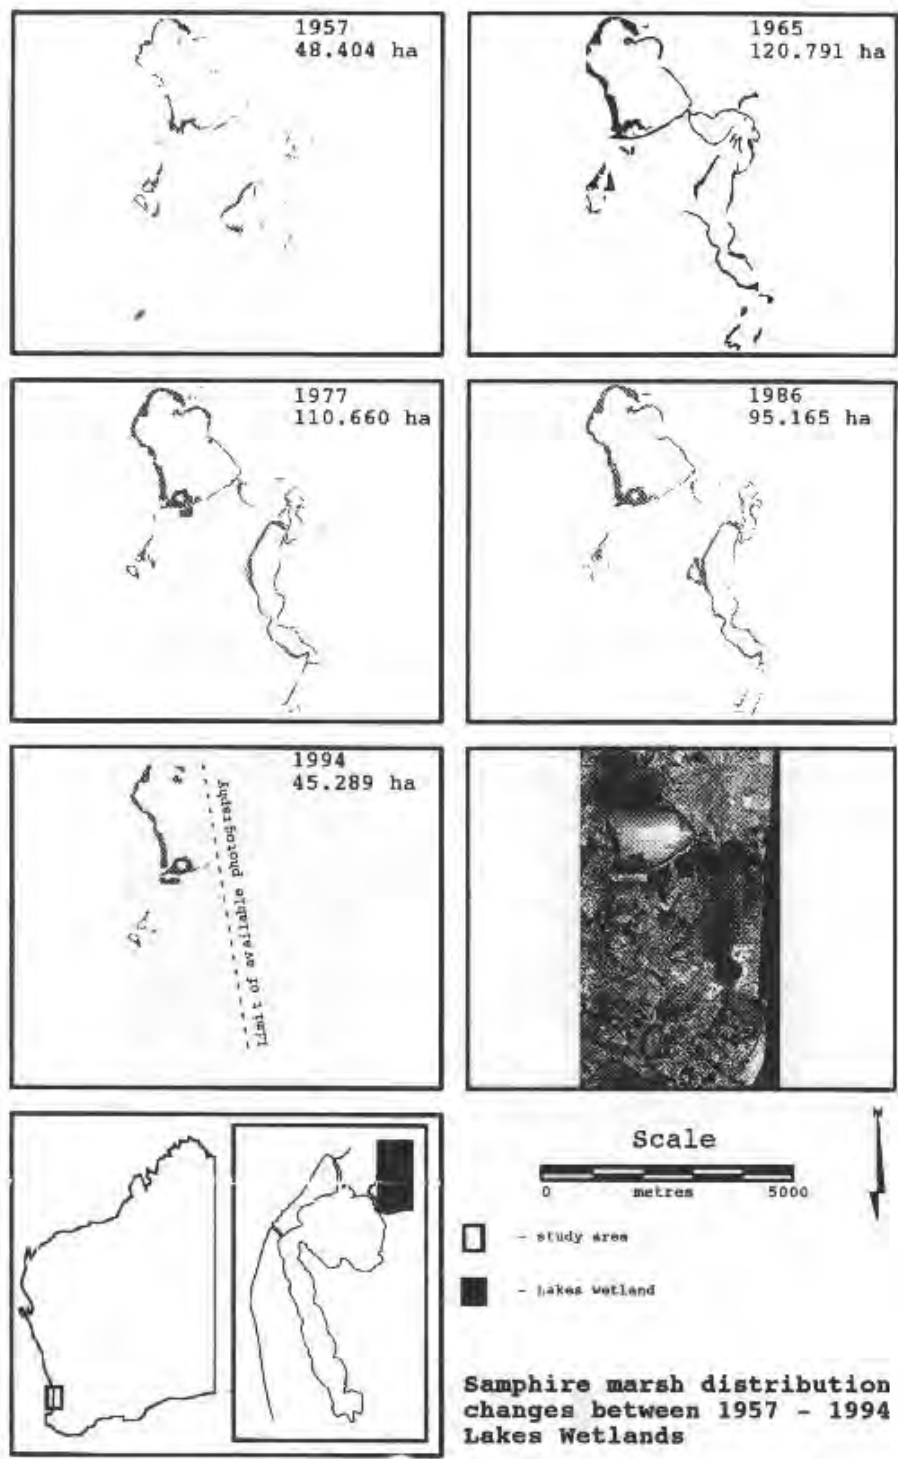 1957
48.404 ha
1965
120.791 ha
1977
110.660 ha
1986
95.165 ha
1994
45.289 ha
Limit of available photography
Scale
0 metres 5000
N
- study area
- Lakes wetland
Samphire marsh distribution
changes between 1957 - 1994
Lakes Wetlands